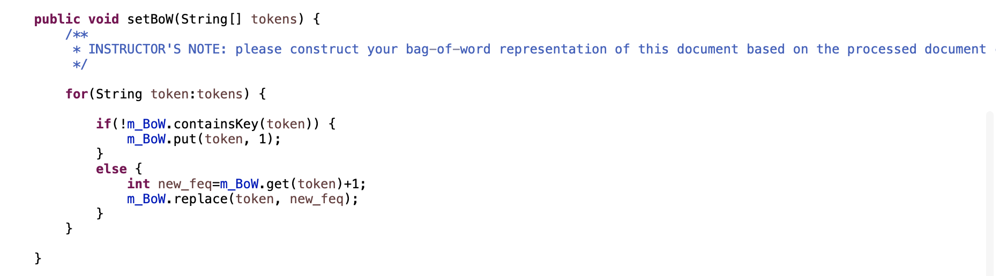 public void setBoW(String[] tokens) {
/**
* INSTRUCTOR'S NOTE: please construct your bag-of-word representation of this document based on the processed document
*/
for(String token:tokens) {
if(!m_BoW.containsKey(token)) {
m_BoW.put(token, 1);
}
else {
int new_feq=m_BoW.get(token)+1;
m_BoW.replace(token, new_feq);
}
}
}